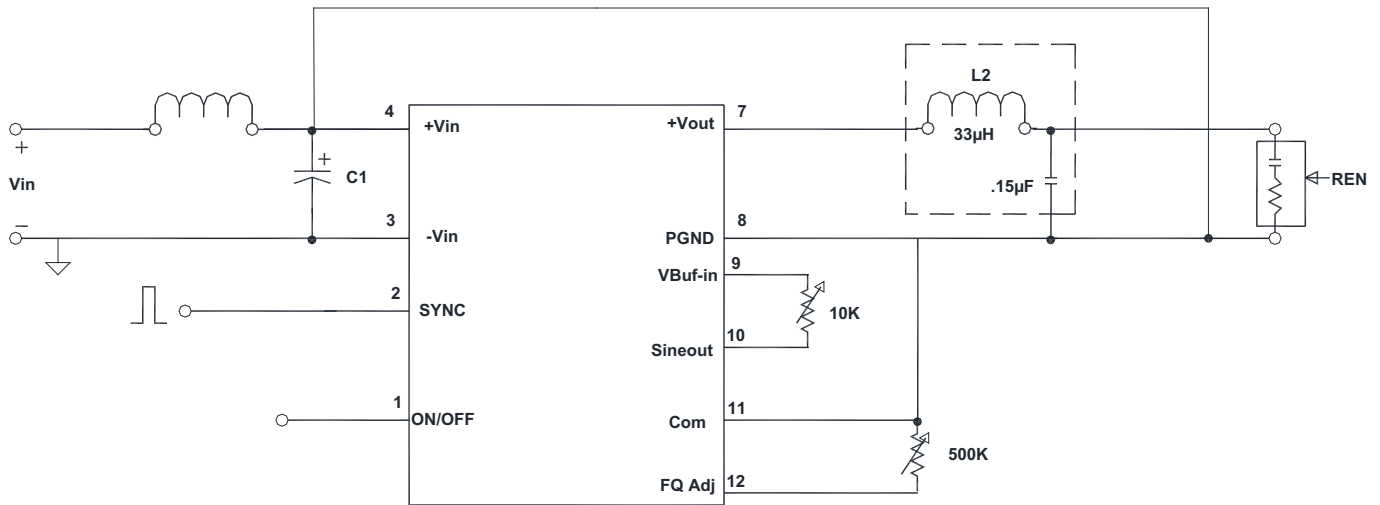 L2
33µH
.15µF
+
Vin
–
+
C1
4
+Vin
3
-Vin
2
SYNC
1
ON/OFF
7
+Vout
8
PGND
9
VBuf-in
10K
10
Sineout
11
Com
500K
12
FQ Adj
REN